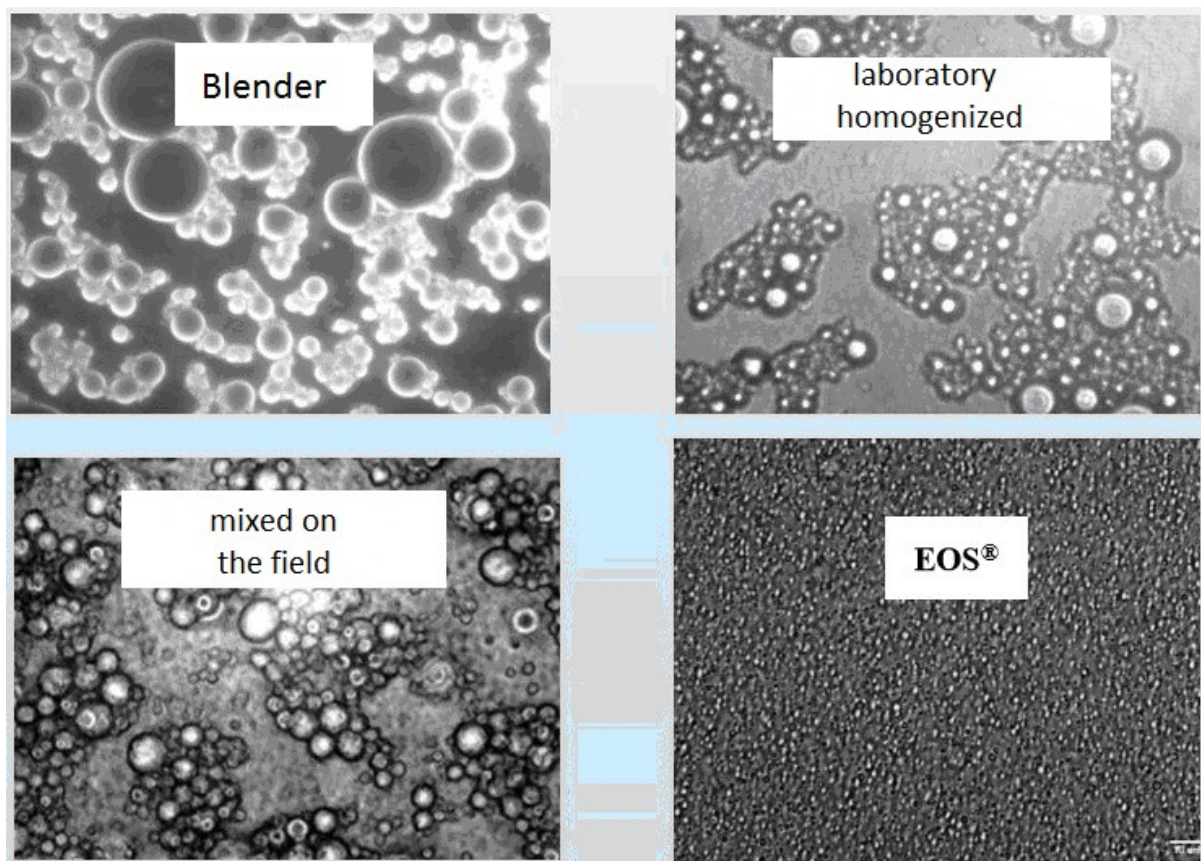 Blender
laboratory
homogenized
mixed on
the field
EOS®